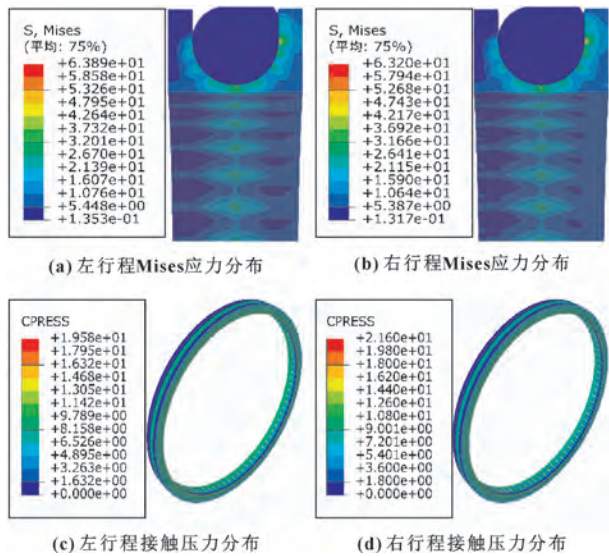 S, Mises
(平均: 75%)
+6.389e+01
+5.858e+01
+5.326e+01
+4.795e+01
+4.264e+01
+3.732e+01
+3.201e+01
+2.670e+01
+2.139e+01
+1.607e+01
+1.076e+01
+5.448e+00
+1.353e-01
S, Mises
(平均: 75%)
+6.320e+01
+5.794e+01
+5.268e+01
+4.743e+01
+4.217e+01
+3.692e+01
+3.166e+01
+2.641e+01
+2.115e+01
+1.590e+01
+1.064e+01
+5.387e+00
+1.317e-01
(a) 左行程Mises应力分布
(b) 右行程Mises应力分布
CPRESS
+1.958e+01
+1.795e+01
+1.632e+01
+1.468e+01
+1.305e+01
+1.142e+01
+9.789e+00
+8.158e+00
+6.526e+00
+4.895e+00
+3.263e+00
+1.632e+00
+0.000e+00
CPRESS
+2.160e+01
+1.980e+01
+1.800e+01
+1.620e+01
+1.440e+01
+1.260e+01
+1.080e+01
+9.001e+00
+7.201e+00
+5.401e+00
+3.600e+00
+1.800e+00
+0.000e+00
(c) 左行程接触压力分布
(d) 右行程接触压力分布